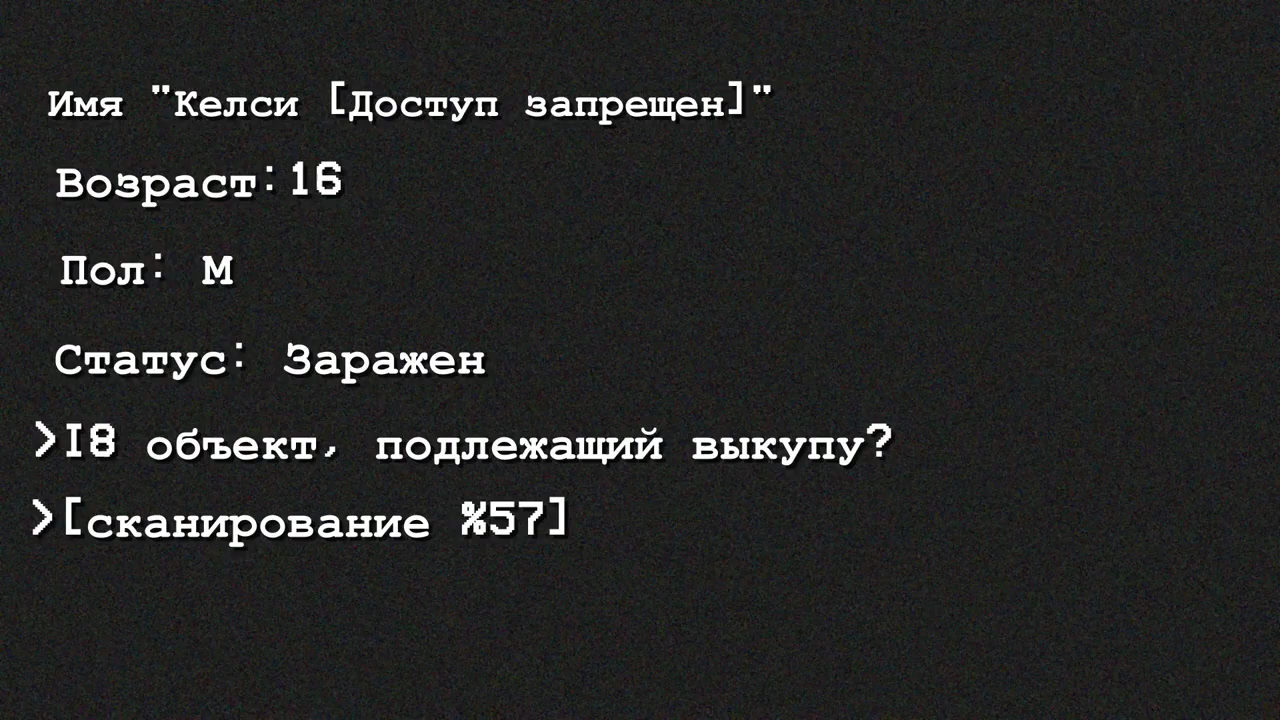 Имя "Келси [Доступ запрещен]"
Возраст:16
Пол: М
Статус: Заражен
>I8 объект, подлежащий выкупу?
>[сканирование %57]